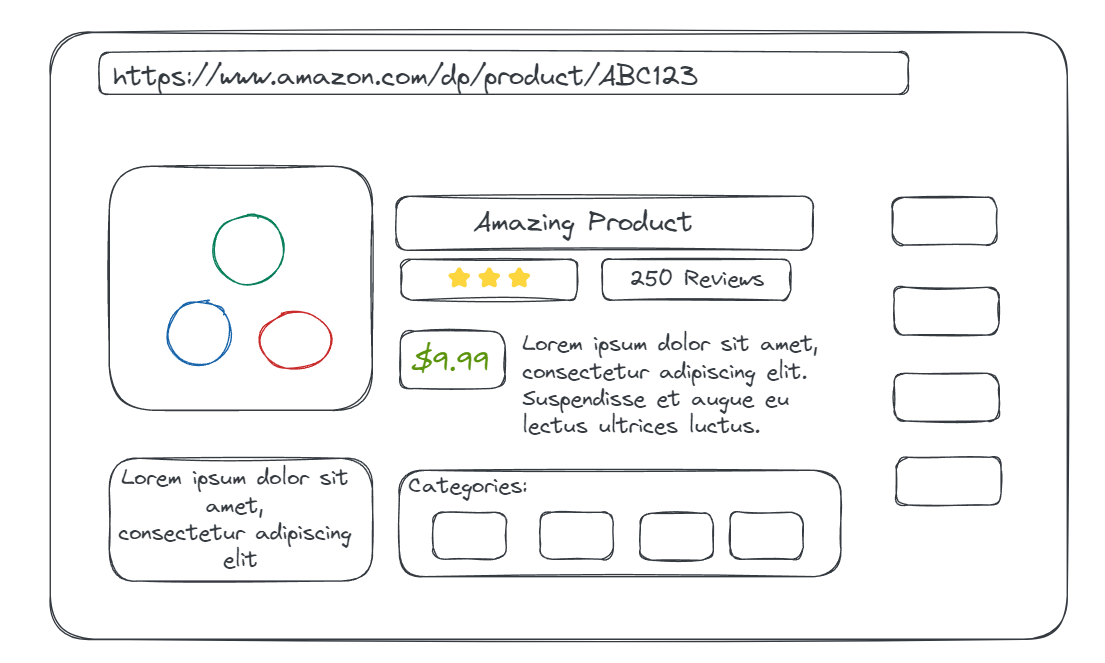 https://www.amazon.com/dp/product/ABC123
Amazing Product
250 Reviews
$9.99
Lorem ipsum dolor sit amet,
consectetur adipiscing elit.
Suspendisse et augue eu
lectus ultrices luctus.
Lorem ipsum dolor sit
amet,
consectetur adipiscing
elit
Categories: